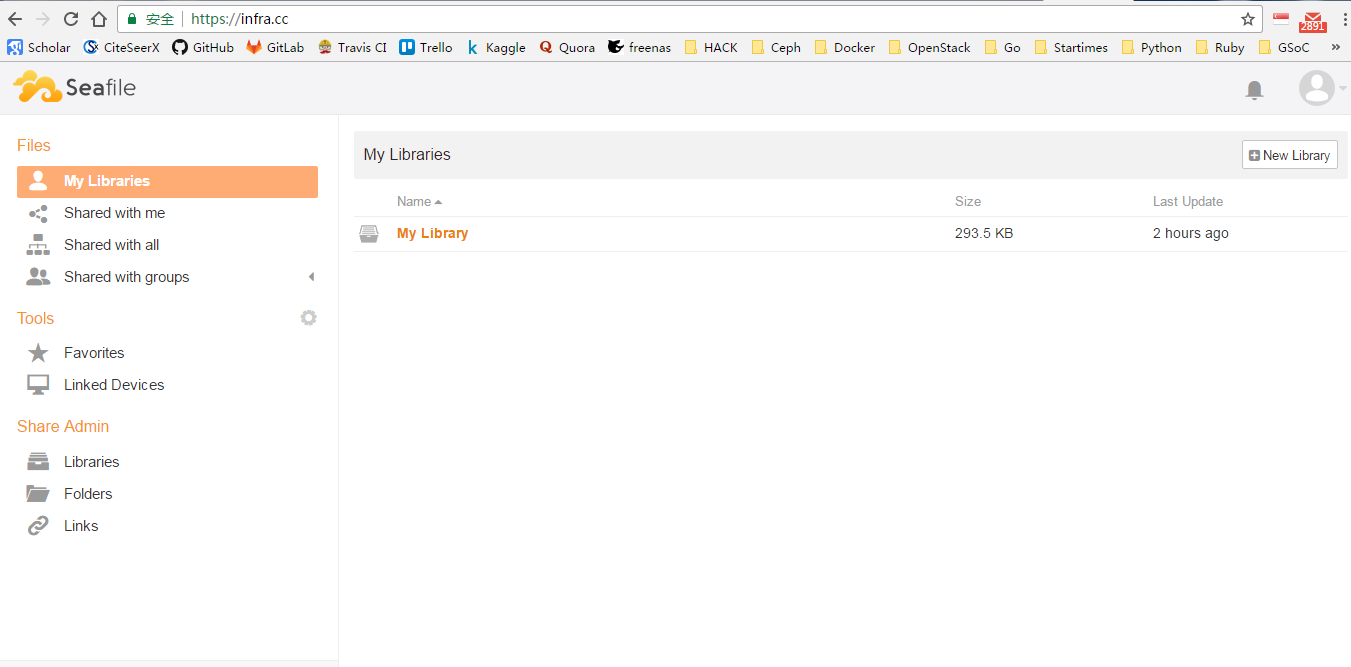 安全 https://infra.cc
2891
Scholar CiteSeerX GitHub GitLab Travis CI Trello Kaggle Quora freenas HACK Ceph Docker OpenStack Go Startimes Python Ruby GSoC »
Seafile
Files
My Libraries
Shared with me
Shared with all
Shared with groups
Tools
Favorites
Linked Devices
Share Admin
Libraries
Folders
Links
My Libraries New Library
Name Size Last Update
My Library 293.5 KB 2 hours ago